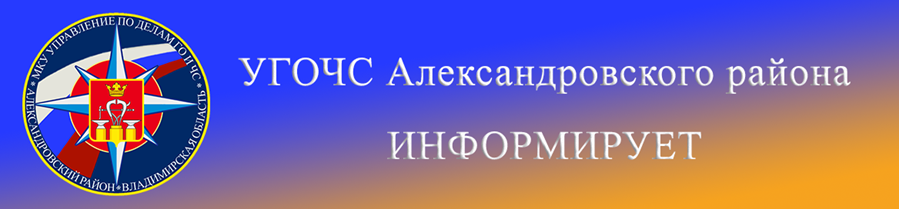 МКУ УПРАВЛЕНИЕ ПО ДЕЛАМ ГО И ЧС
* АЛЕКСАНДРОВСКИЙ РАЙОН * ВЛАДИМИРСКАЯ ОБЛАСТЬ *
УГОЧС Александровского района
ИНФОРМИРУЕТ